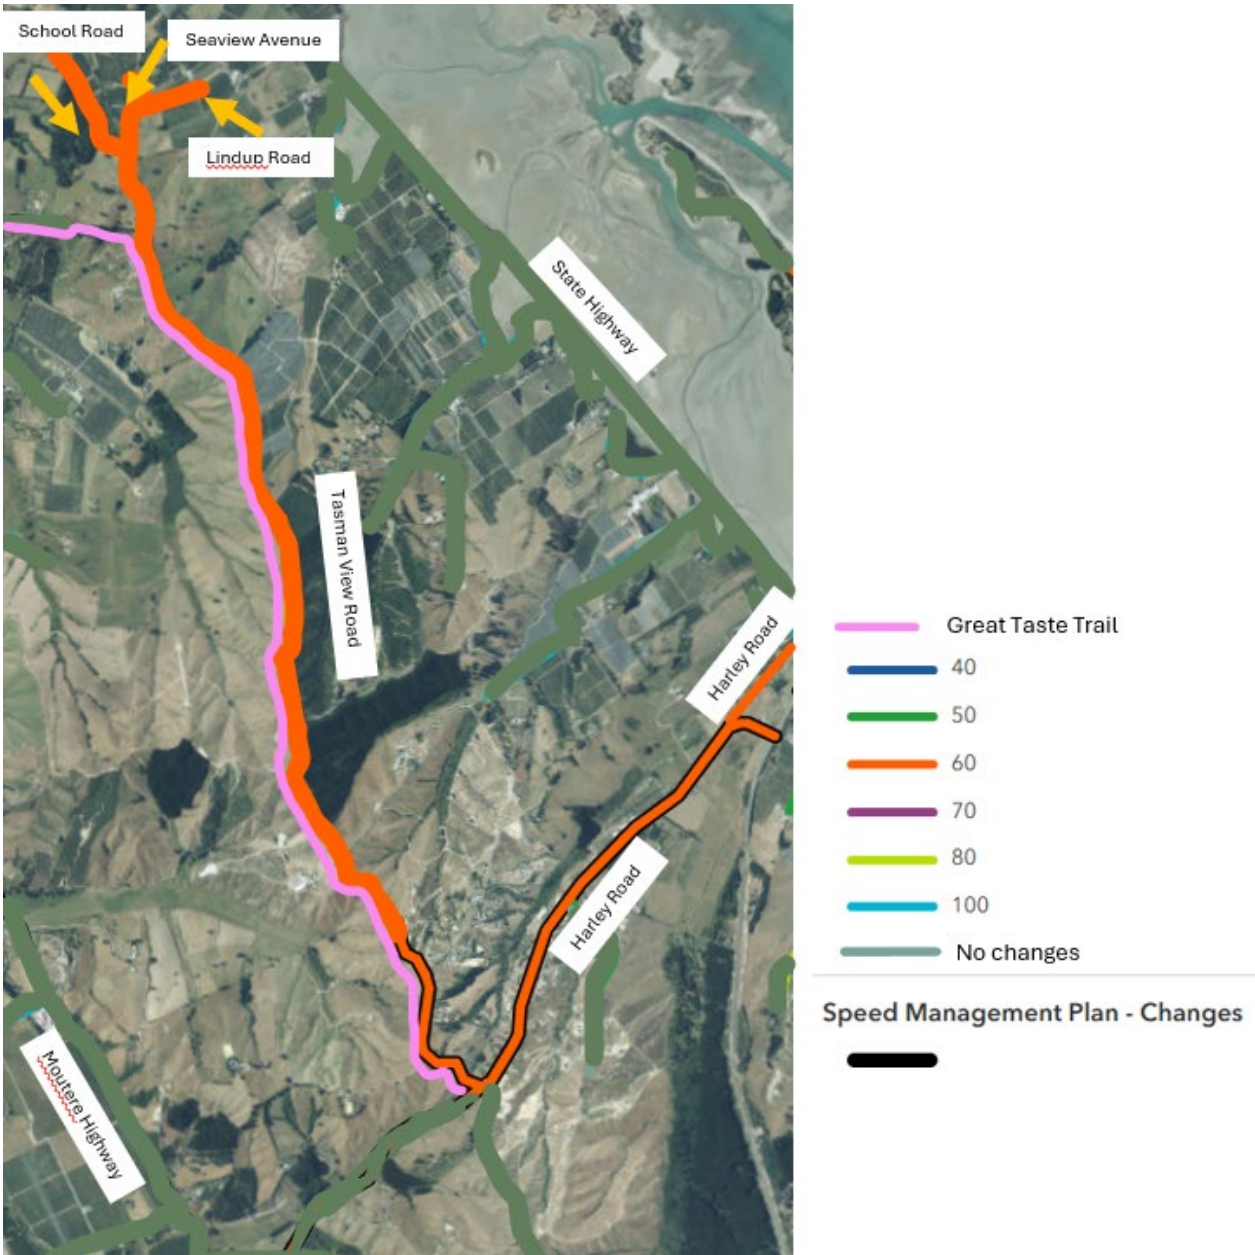 School Road
Seaview Avenue
Lindup Road
State Highway
Tasman View Road
Harley Road
Harley Road
Moutere Highway
Great Taste Trail
40
50
60
70
80
100
No changes
Speed Management Plan - Changes